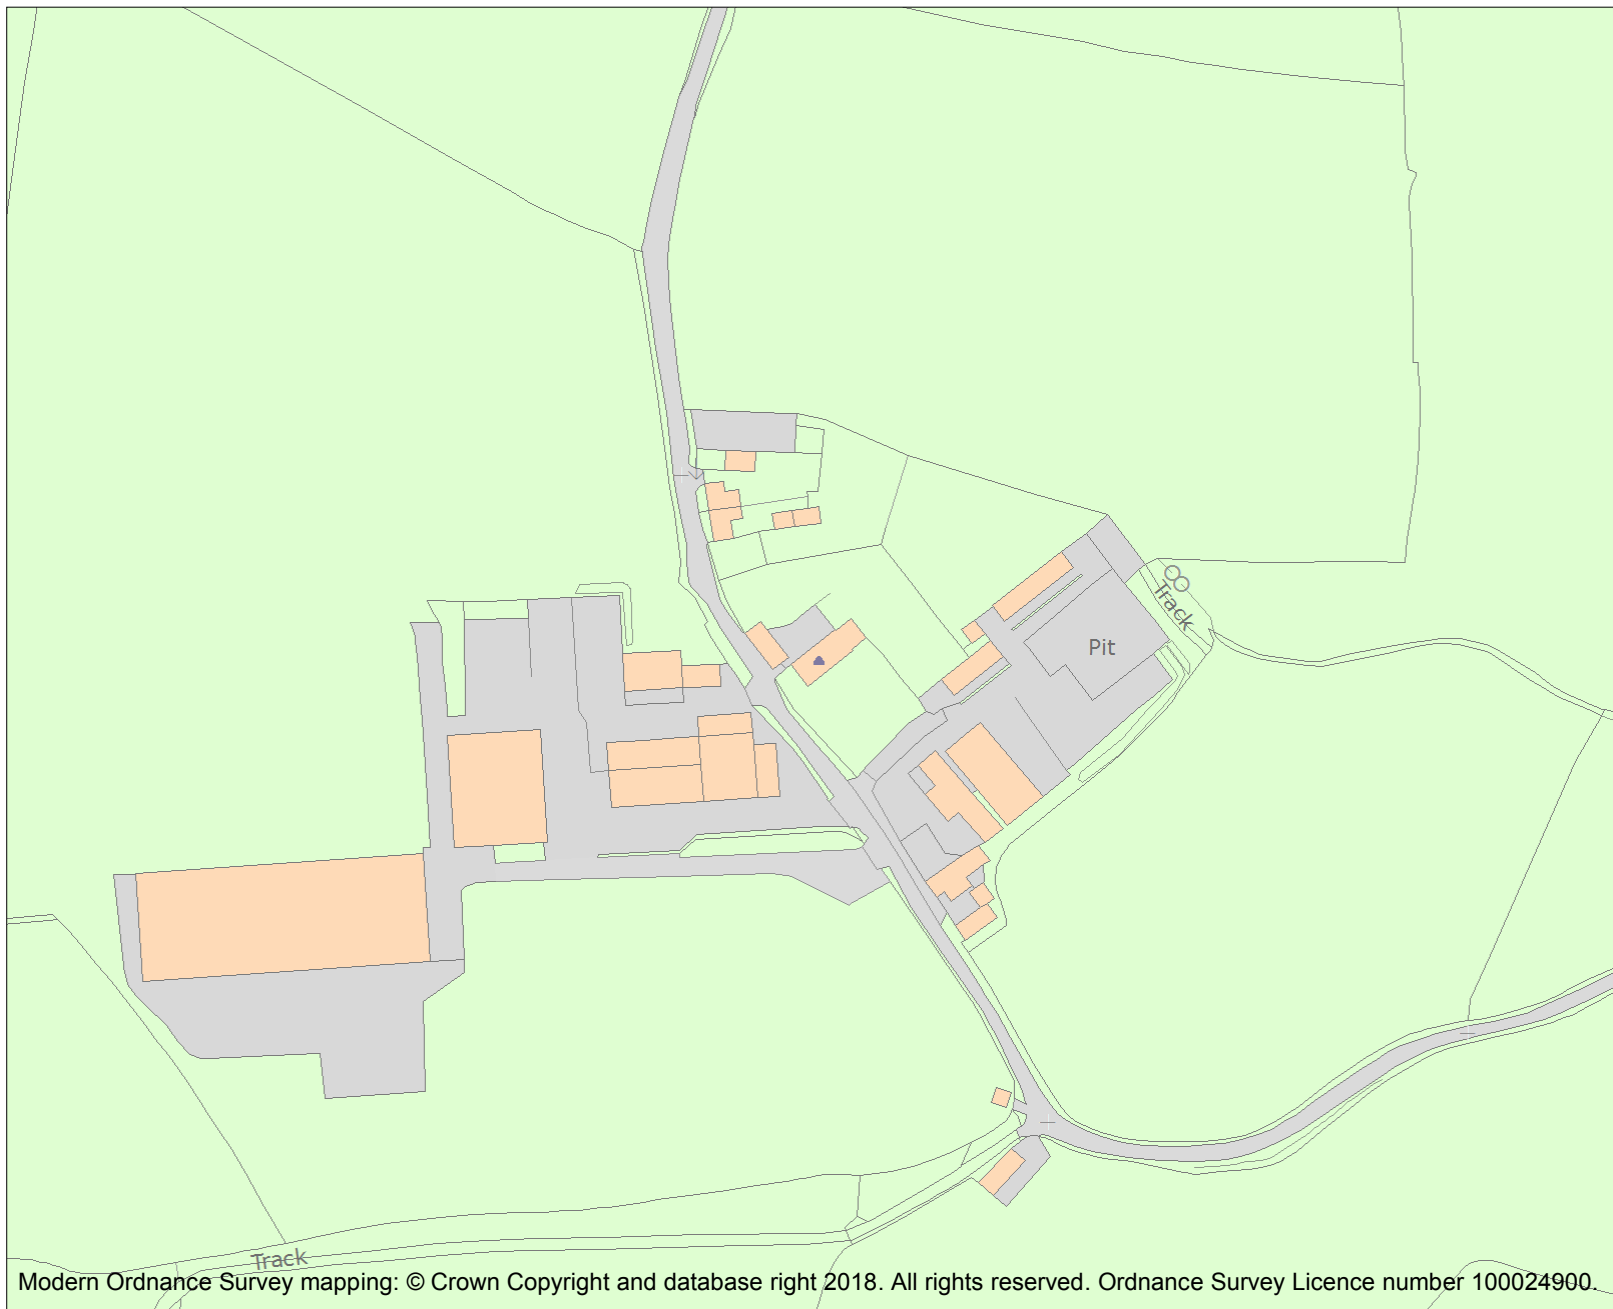 Track
Pit
Track
Modern Ordnance Survey mapping: © Crown Copyright and database right 2018. All rights reserved. Ordnance Survey Licence number 100024900.